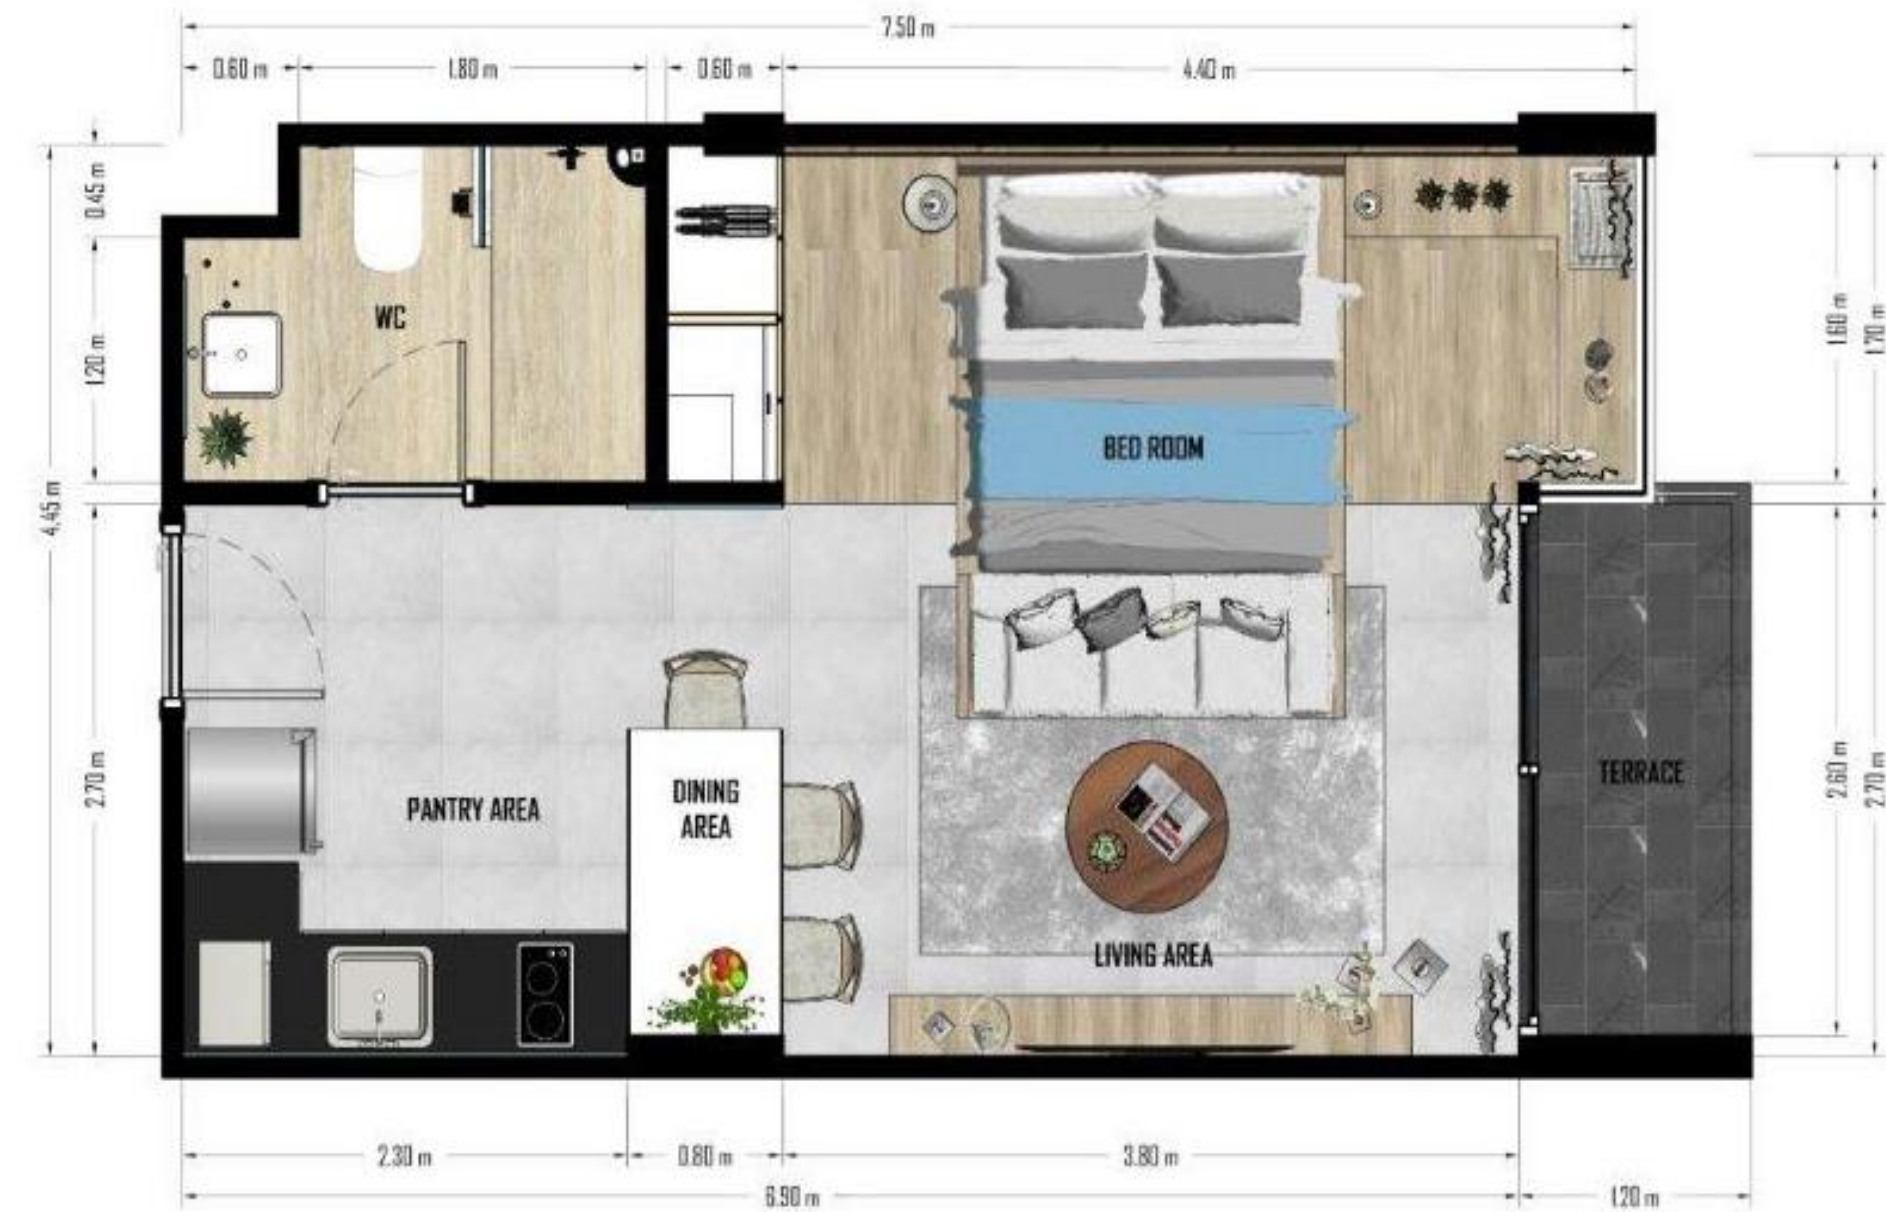 7.50 m
0.60 m
1.80 m
0.60 m
4.40 m
0.45 m
1.20 m
4.45 m
2.70 m
1.60 m
1.70 m
2.60 m
2.70 m
WC
BED ROOM
PANTRY AREA
DINING
AREA
LIVING AREA
TERRACE
2.30 m
0.80 m
3.80 m
6.90 m
1.20 m